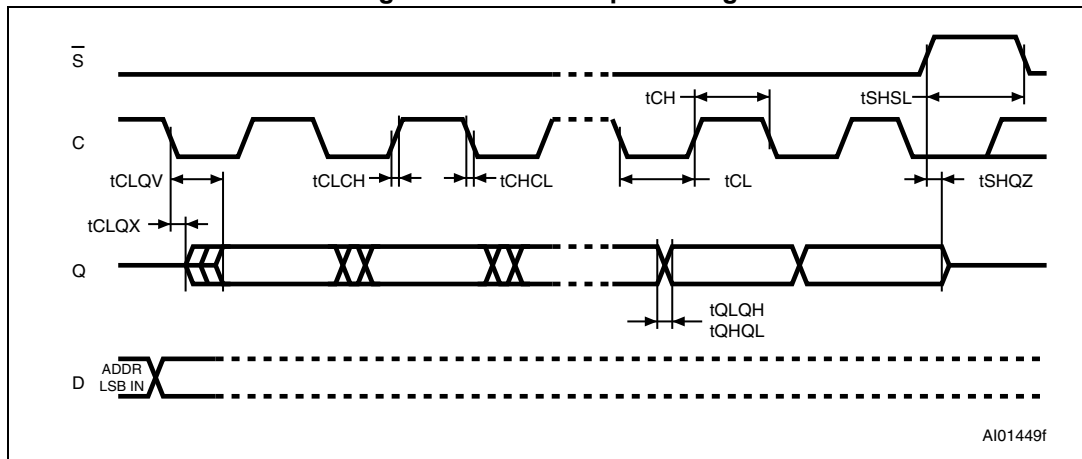 S̅
tCH
tSHSL
C
tCLQV
tCLCH
tCHCL
tCL
tSHQZ
tCLQX
Q
tQLQH
tQHQL
D
ADDR
LSB IN
AI01449f